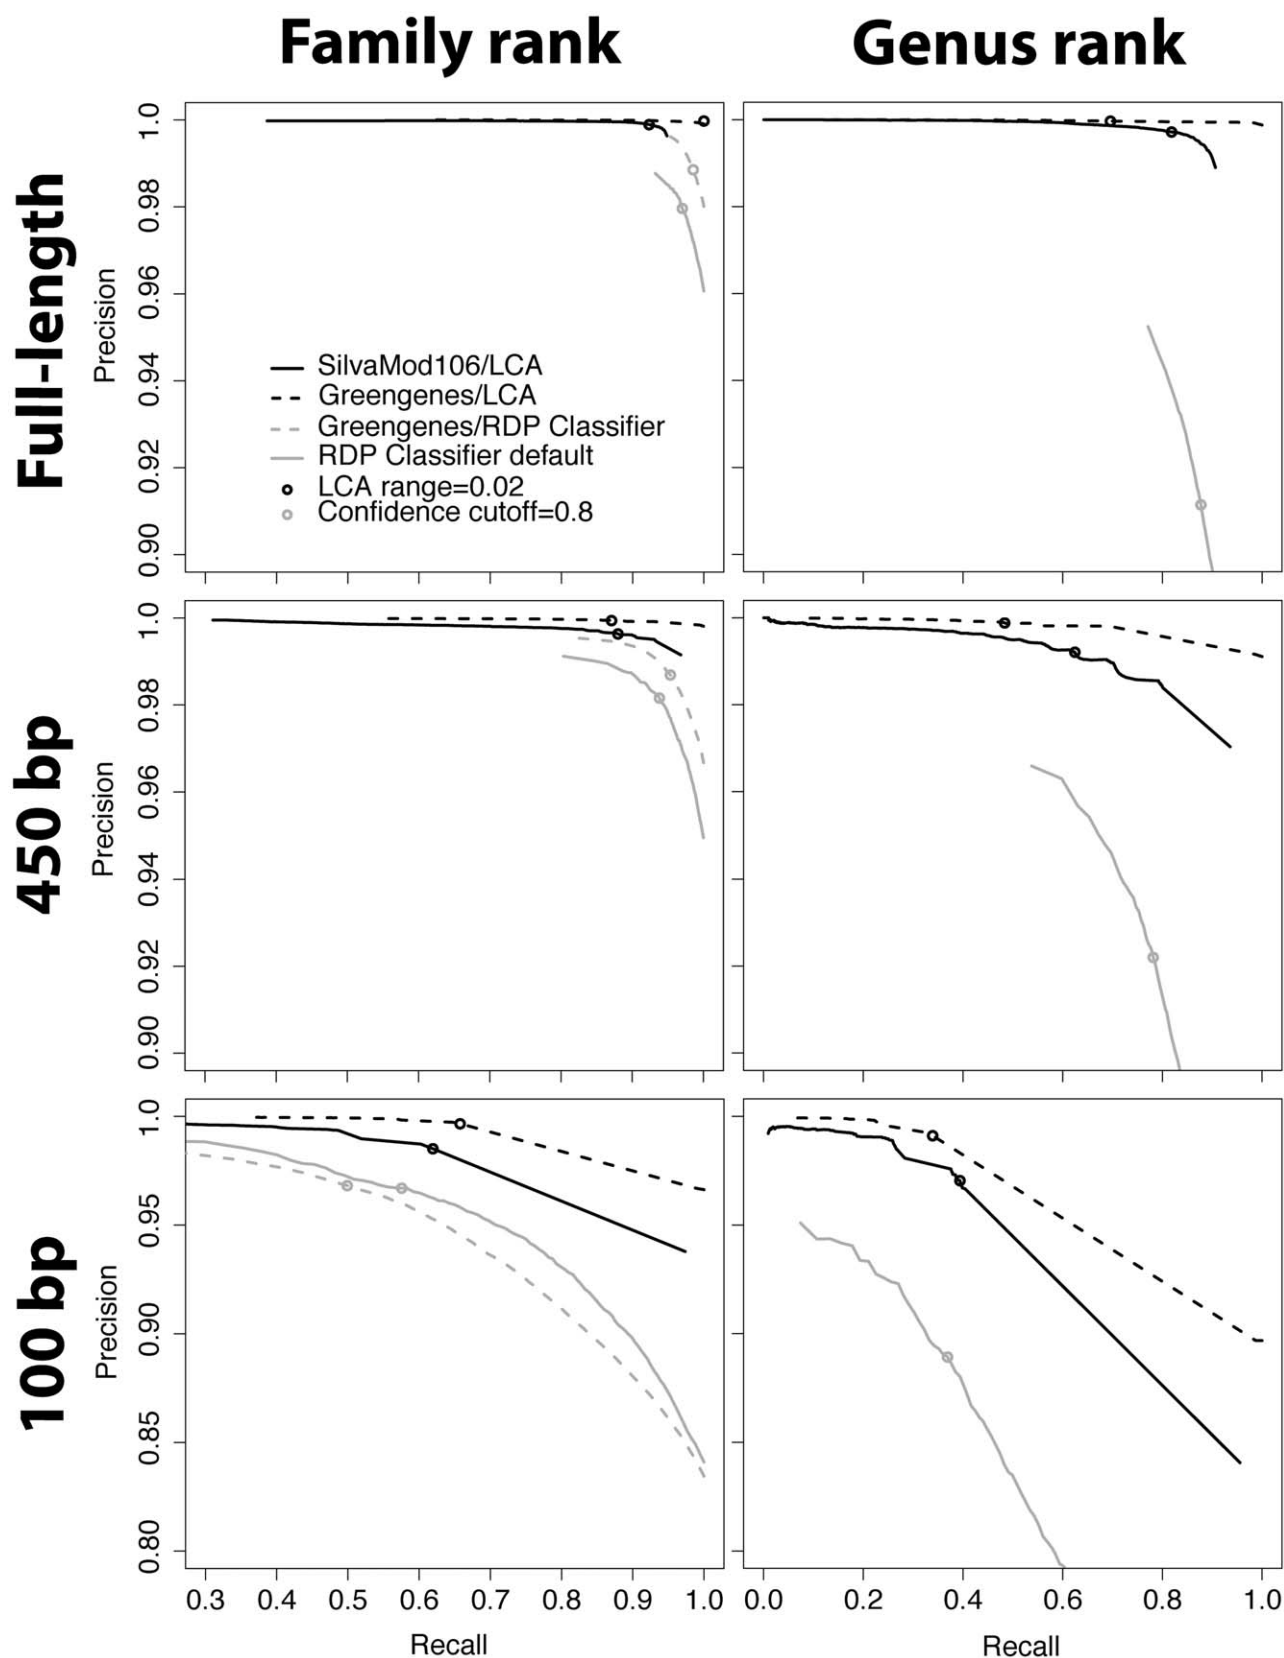 Family rank
Genus rank
Full-length
Precision
1.0
0.98
0.96
0.94
0.92
0.90
SilvaMod106/LCA
Greengenes/LCA
Greengenes/RDP Classifier
RDP Classifier default
LCA range=0.02
Confidence cutoff=0.8
450 bp
Precision
1.0
0.98
0.96
0.94
0.92
0.90
100 bp
Precision
1.0
0.95
0.90
0.85
0.80
0.3 0.4 0.5 0.6 0.7 0.8 0.9 1.0
0.0 0.2 0.4 0.6 0.8 1.0
Recall
Recall